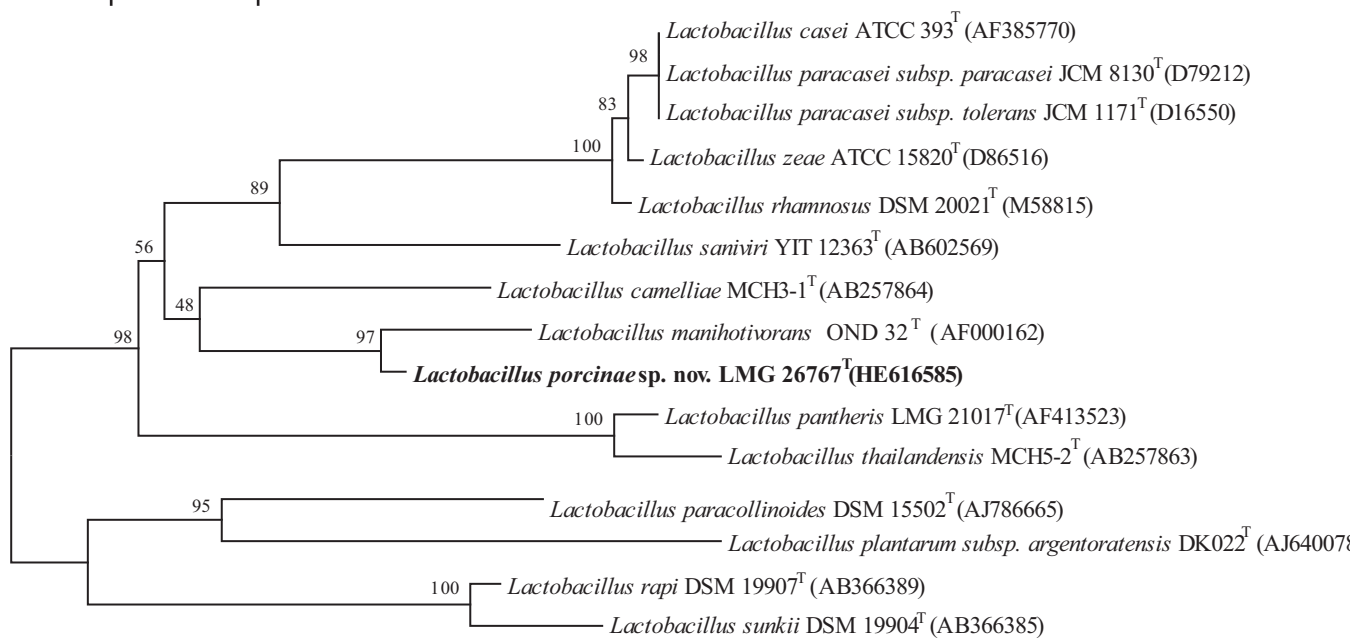 Lactobacillus casei ATCC 393T (AF385770)
98
Lactobacillus paracasei subsp. paracasei JCM 8130T (D79212)
83
Lactobacillus paracasei subsp. tolerans JCM 1171T (D16550)
100
Lactobacillus zeae ATCC 15820T (D86516)
89
Lactobacillus rhamnosus DSM 20021T (M58815)
56
Lactobacillus saniviri YIT 12363T (AB602569)
Lactobacillus camelliae MCH3-1T (AB257864)
48
98
97
Lactobacillus manihotivorans OND 32T (AF000162)
Lactobacillus porcinae sp. nov. LMG 26767T (HE616585)
100
Lactobacillus pantheris LMG 21017T (AF413523)
Lactobacillus thailandensis MCH5-2T (AB257863)
95
Lactobacillus paracollinoides DSM 15502T (AJ786665)
Lactobacillus plantarum subsp. argentoratensis DK022T (AJ640078
100
Lactobacillus rapi DSM 19907T (AB366389)
Lactobacillus sunkii DSM 19904T (AB366385)